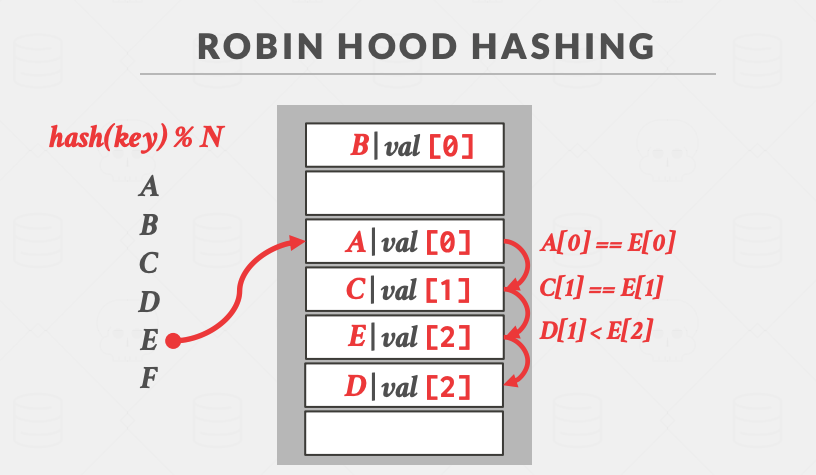 ROBIN HOOD HASHING
hash(key) % N
A
B
C
D
E
F
B|val [0]
A|val [0]
C|val [1]
E|val [2]
D|val [2]
A[0] == E[0]
C[1] == E[1]
D[1] < E[2]